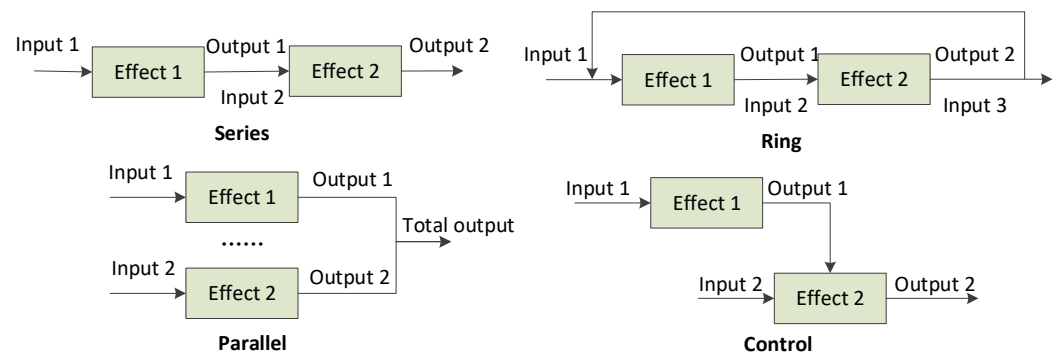 Input 1
Effect 1
Output 1
Input 2
Effect 2
Output 2
Series
Input 1
Effect 1
Output 1
Input 2
Effect 2
Output 2
Input 3
Ring
Input 1
Effect 1
Output 1
......
Input 2
Effect 2
Output 2
Total output
Parallel
Input 1
Effect 1
Output 1
Input 2
Effect 2
Output 2
Control